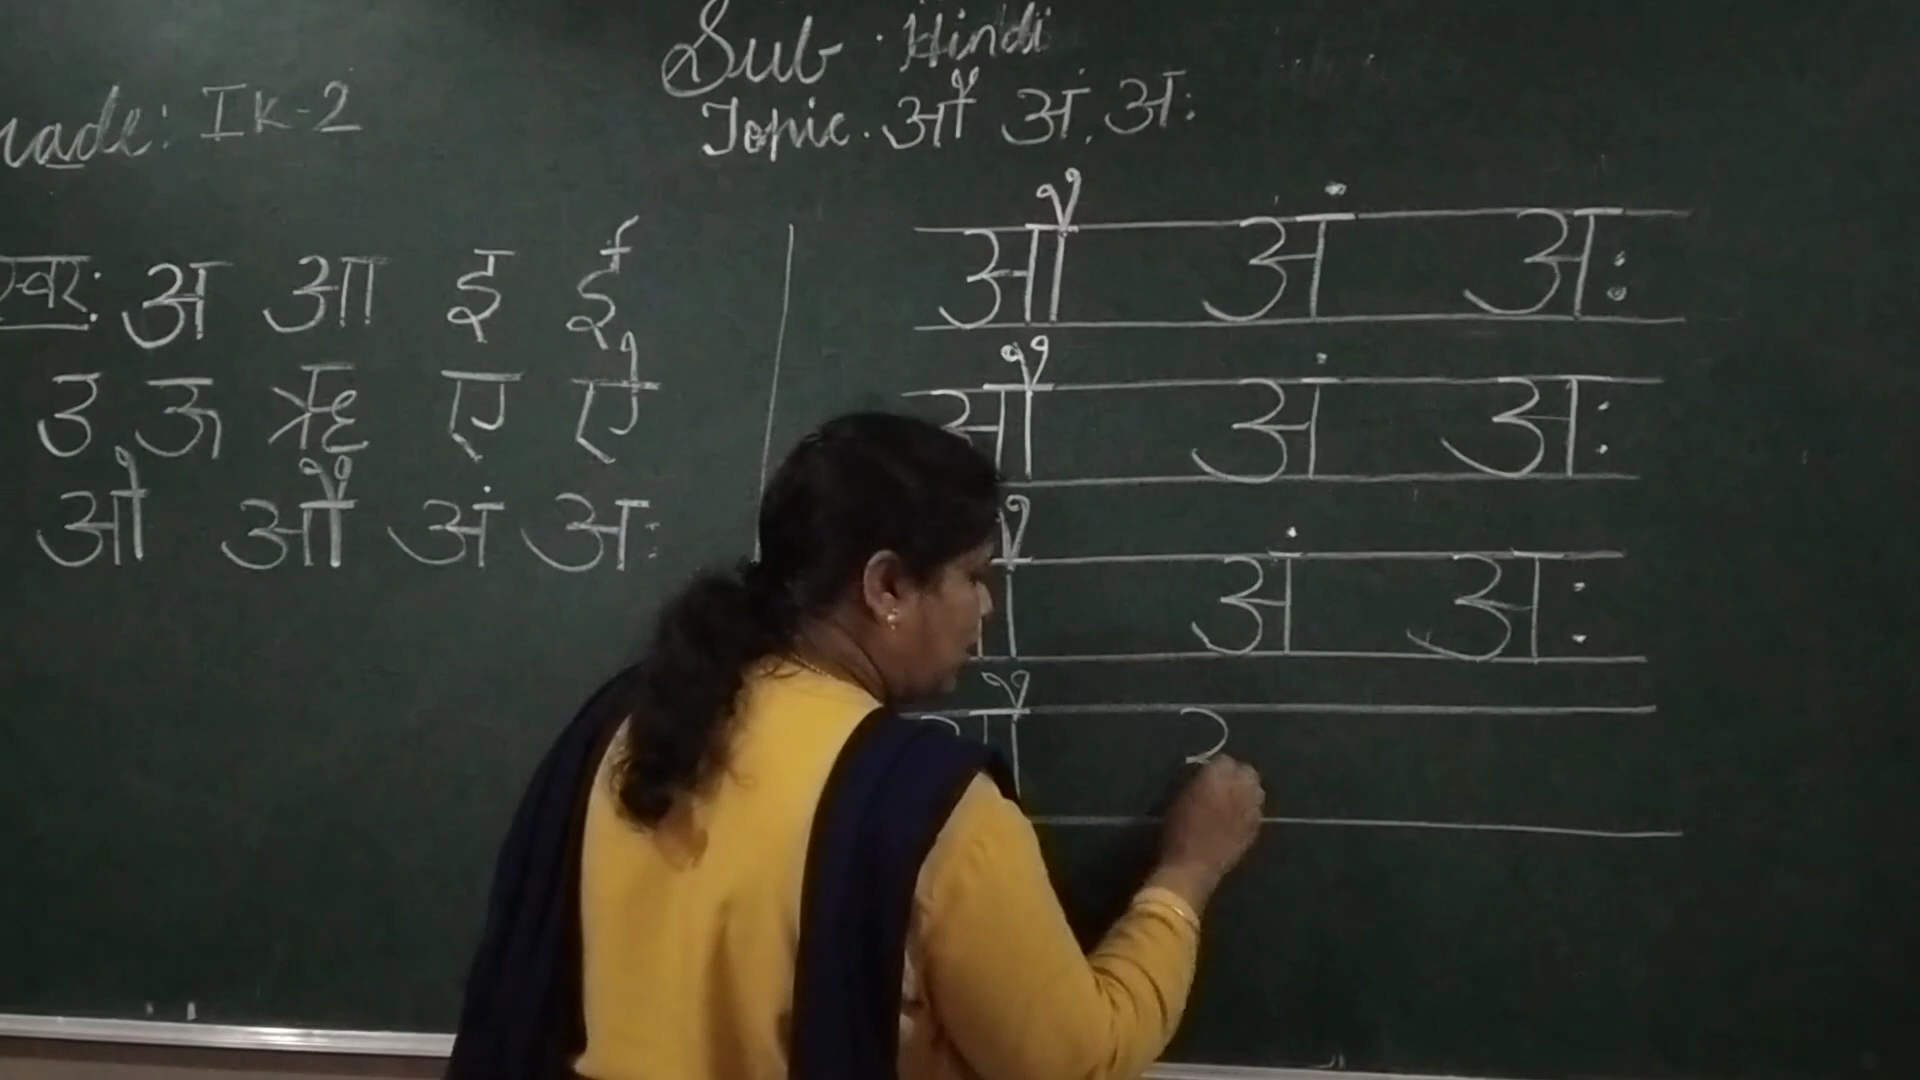 Sub. Hindi
Topic. औ अं, अः
rade: IK-2
स्वर: अ आ इ ई
उ ऊ ऋ ए ऐ
ओ औ अं अः
औ अं अः
औ अं अः
अं अः